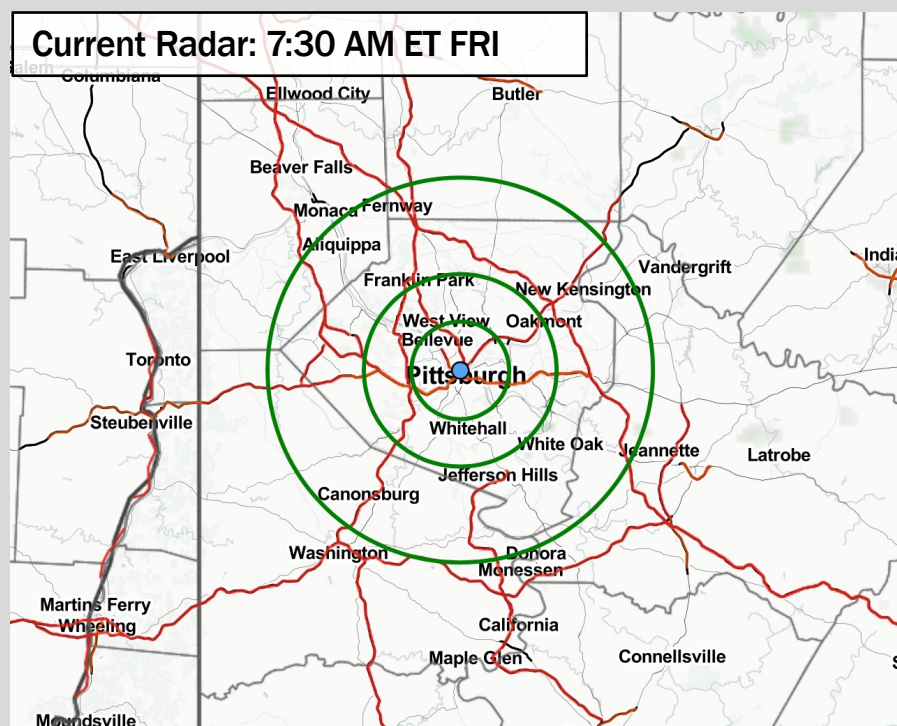 Current Radar: 7:30 AM ET FRI
Columbiana
Ellwood City
Butler
Beaver Falls
Monaca
Fernway
Aliquippa
East Liverpool
Vandergrift
Franklin Park
New Kensington
West View
Oakmont
Bellevue
Toronto
Pittsburgh
Steubenville
Whitehall
White Oak
Jeannette
Latrobe
Jefferson Hills
Canonsburg
Washington
Donora
Monessen
Martins Ferry
Wheeling
California
Maple Glen
Connellsville
Moundsville